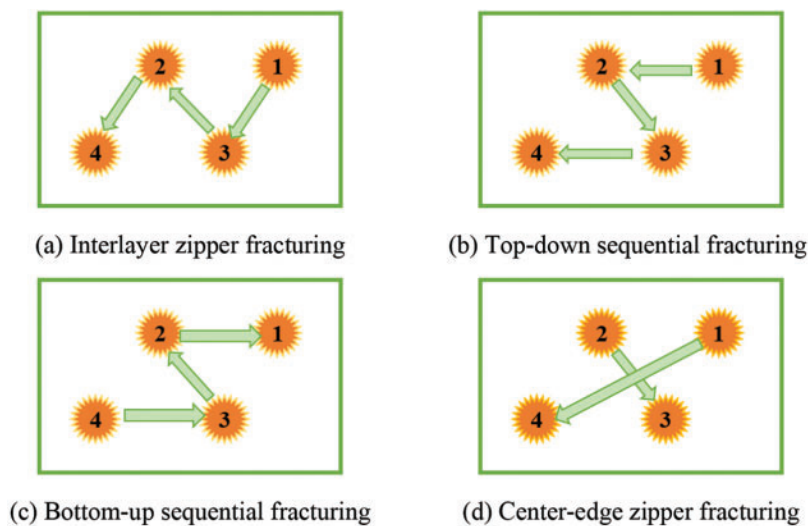 2 1
4 3
(a) Interlayer zipper fracturing
2 1
4 3
(b) Top-down sequential fracturing
2 1
4 3
(c) Bottom-up sequential fracturing
2 1
4 3
(d) Center-edge zipper fracturing